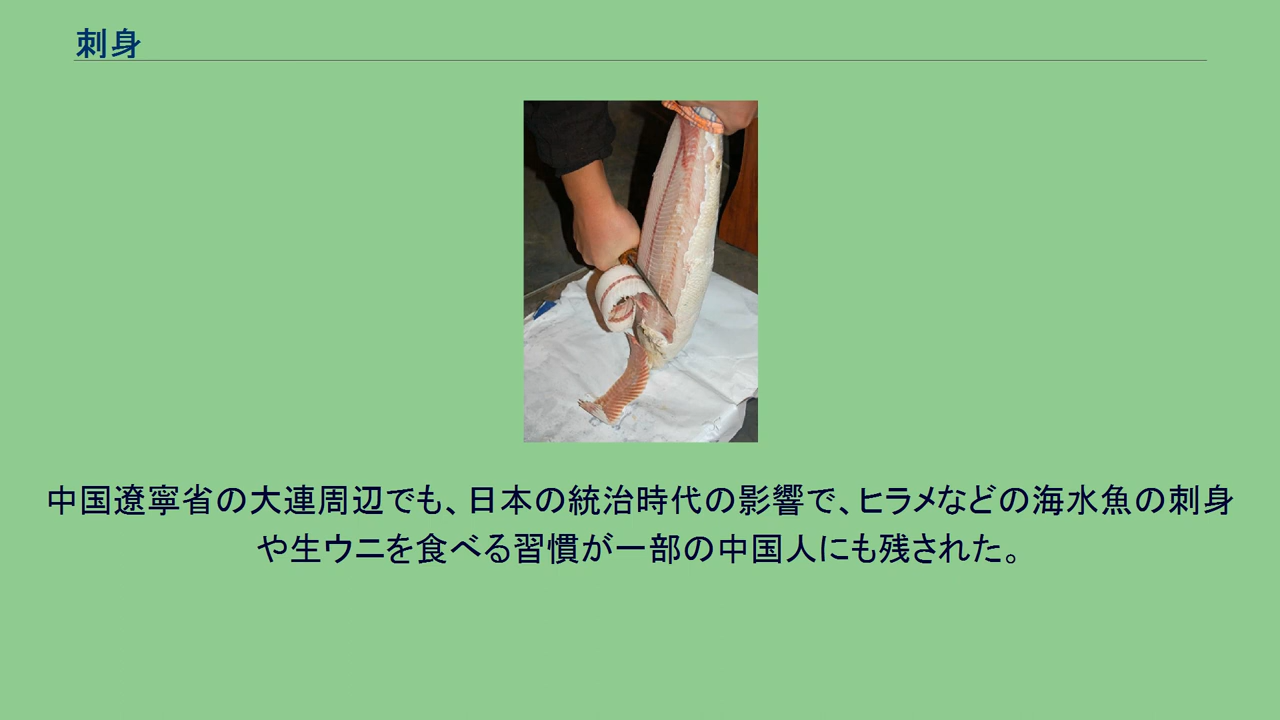 刺身
中国遼寧省の大連周辺でも、日本の統治時代の影響で、ヒラメなどの海水魚の刺身
や生ウニを食べる習慣が一部の中国人にも残された。